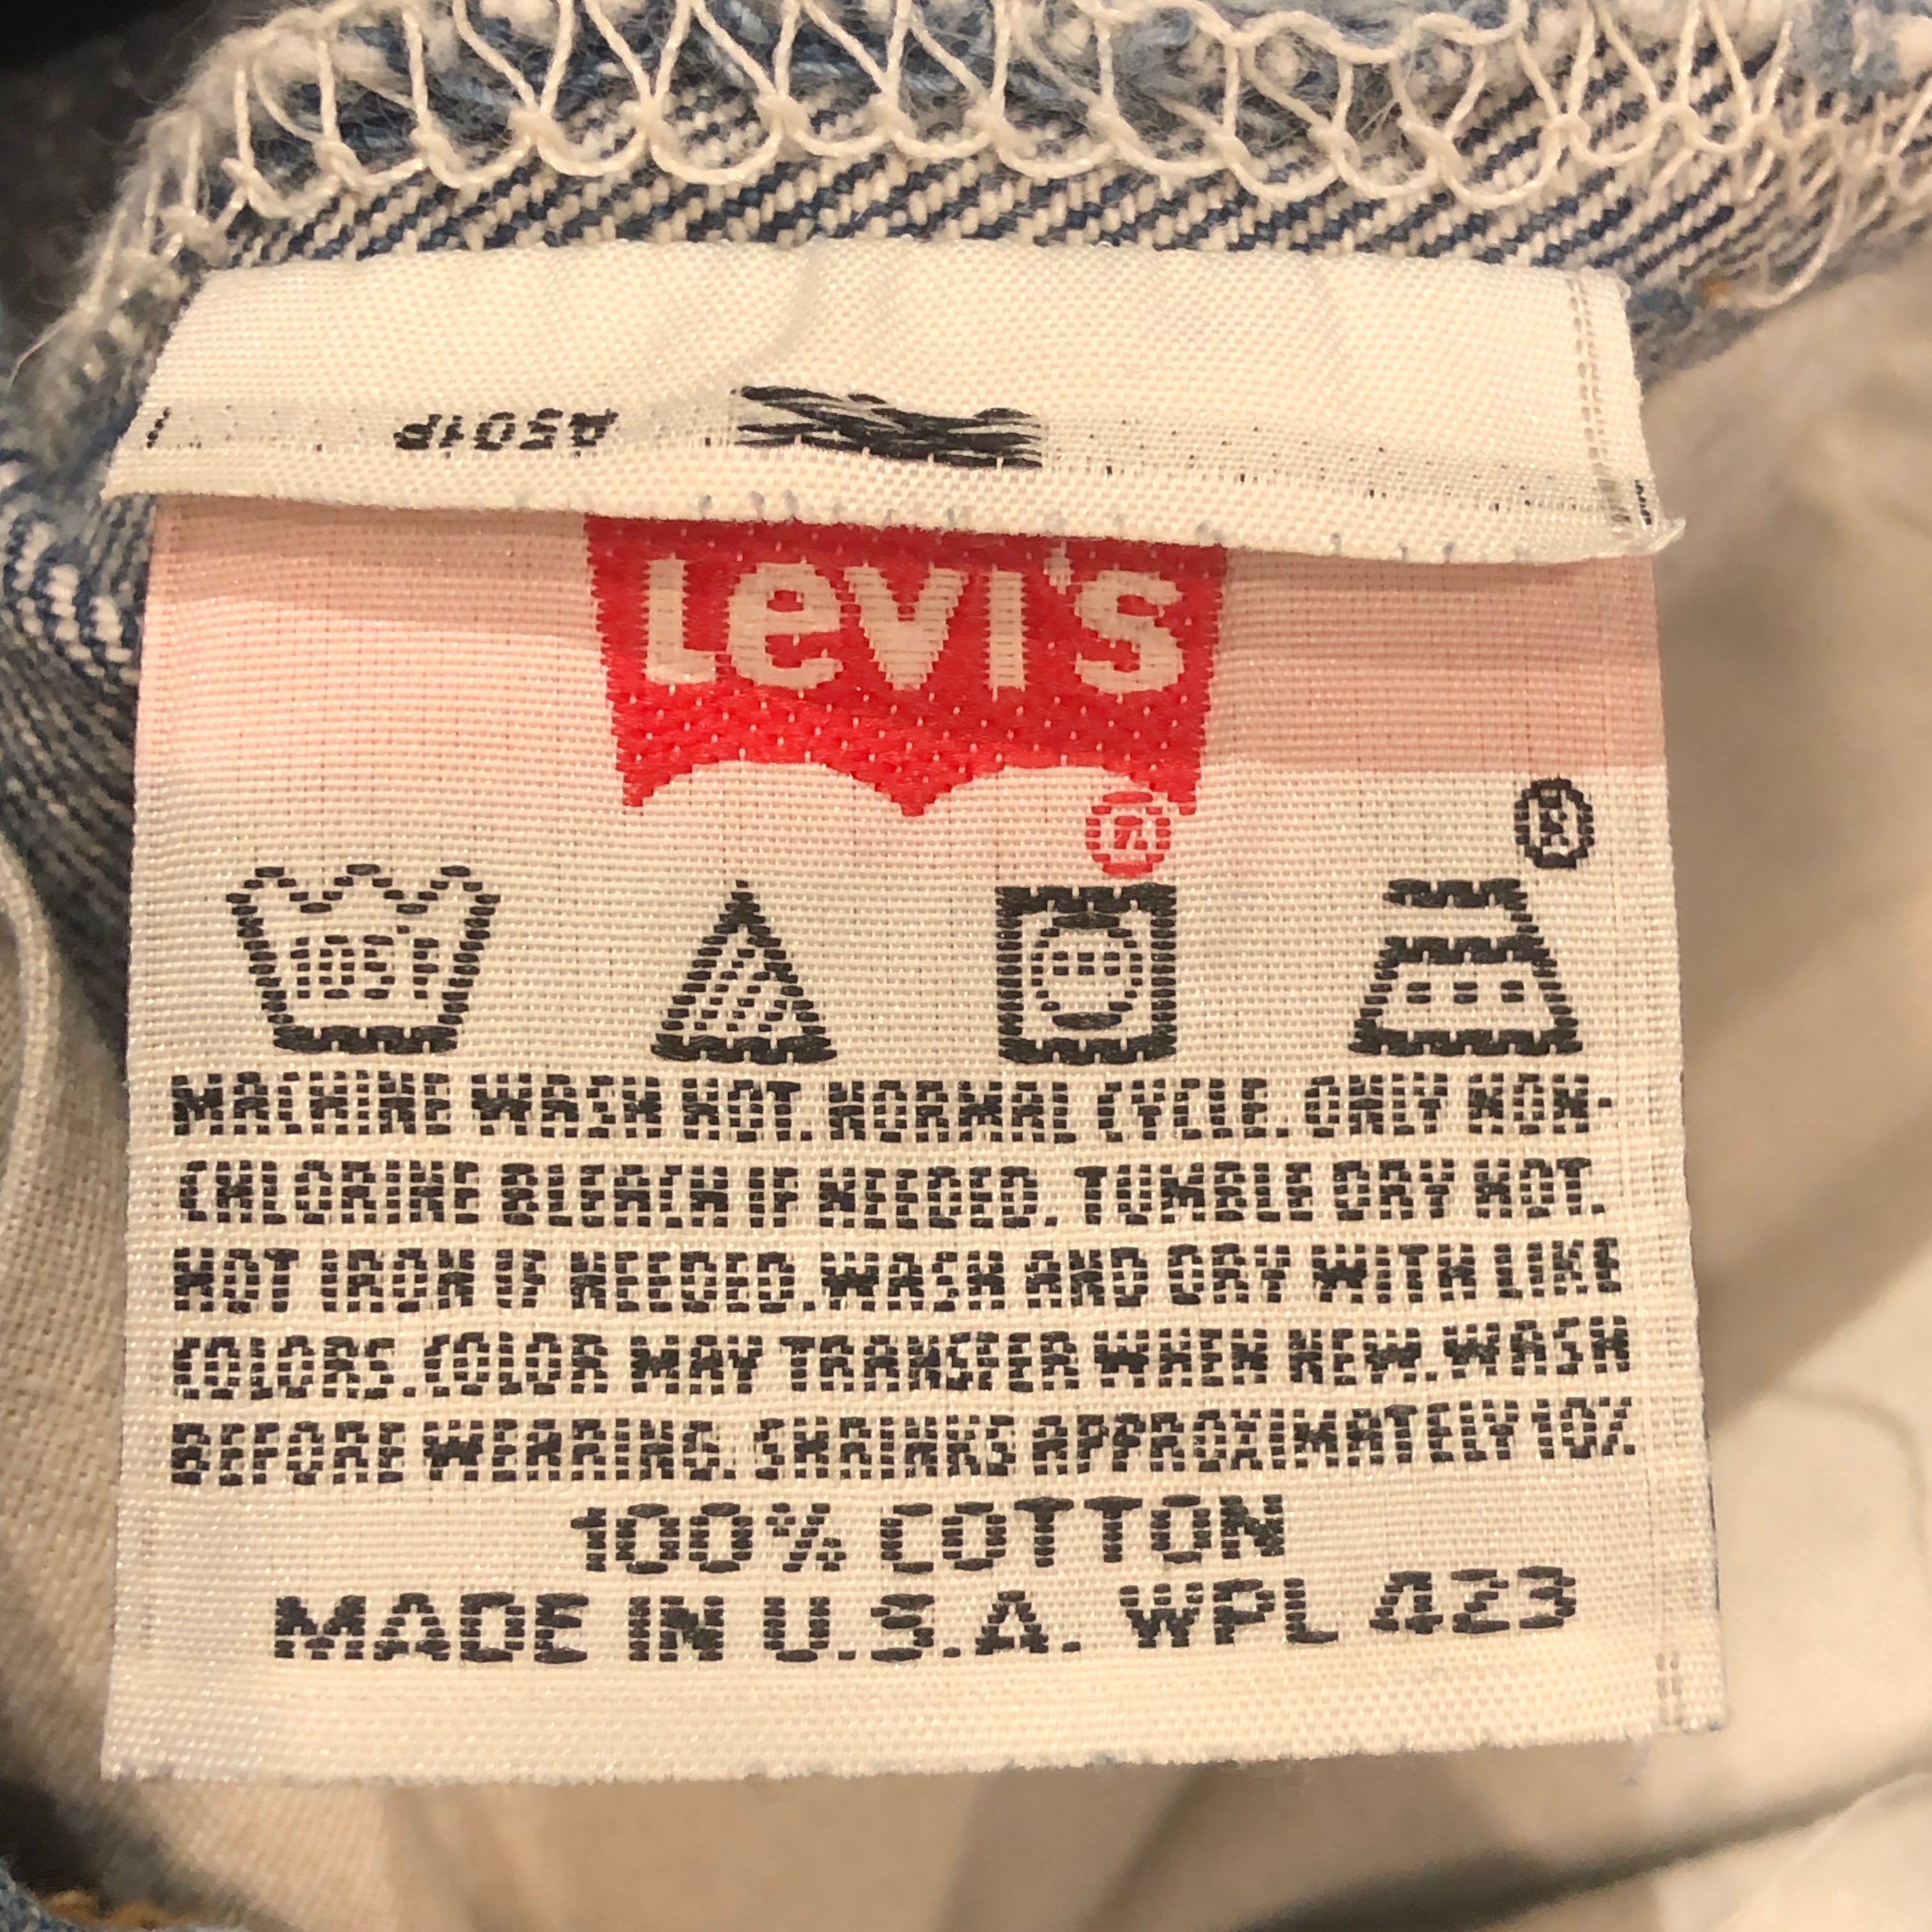 A501P
LEVI'S
®
®
105°F
MACHINE WASH HOT. NORMAL CYCLE. ONLY NON-
CHLORINE BLEACH IF NEEDED. TUMBLE DRY HOT.
HOT IRON IF NEEDED. WASH AND DRY WITH LIKE
COLORS. COLOR MAY TRANSFER WHEN NEW. WASH
BEFORE WEARING. SHRINKS APPROXIMATELY 10%
100% COTTON
MADE IN U.S.A. WPL 423